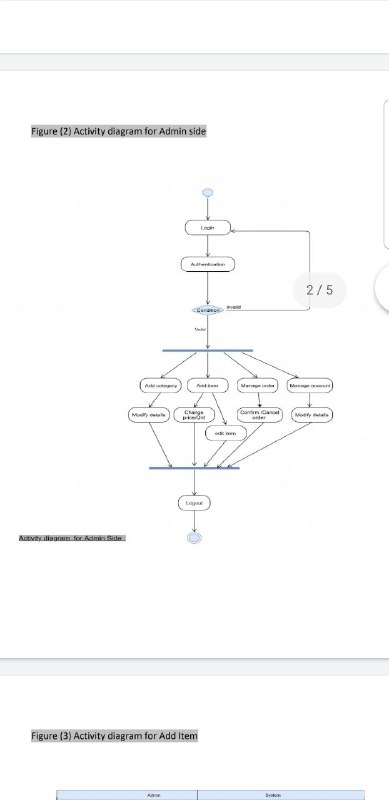 Figure (2) Activity diagram for Admin side
Login
Authentication
2 / 5
Condition
Invalid
Valid
Add category
Add item
Manage order
Manage account
Modify details
Change
price/Qnt
Confirm /Cancel
order
Modify details
edit item
Logout
Activity diagram for Admin Side
Figure (3) Activity diagram for Add Item
Admin
System